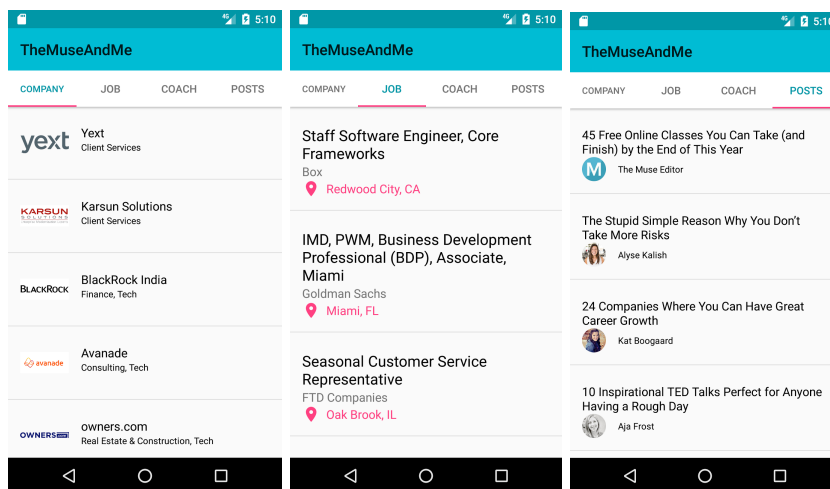 4G 5:10
TheMuseAndMe
COMPANY JOB COACH POSTS
yext
Yext
Client Services
KARSUN
SOLUTIONS
Karsun Solutions
Client Services
BLACKROCK
BlackRock India
Finance, Tech
avanade
Avanade
Consulting, Tech
OWNERS
owners.com
Real Estate & Construction, Tech
4G 5:10
TheMuseAndMe
COMPANY JOB COACH POSTS
Staff Software Engineer, Core
Frameworks
Box
Redwood City, CA
IMD, PWM, Business Development
Professional (BDP), Associate,
Miami
Goldman Sachs
Miami, FL
Seasonal Customer Service
Representative
FTD Companies
Oak Brook, IL
4G 5:10
TheMuseAndMe
COMPANY JOB COACH POSTS
45 Free Online Classes You Can Take (and
Finish) by the End of This Year
M
The Muse Editor
The Stupid Simple Reason Why You Don't
Take More Risks
Alyse Kalish
24 Companies Where You Can Have Great
Career Growth
Kat Boogaard
10 Inspirational TED Talks Perfect for Anyone
Having a Rough Day
Aja Frost